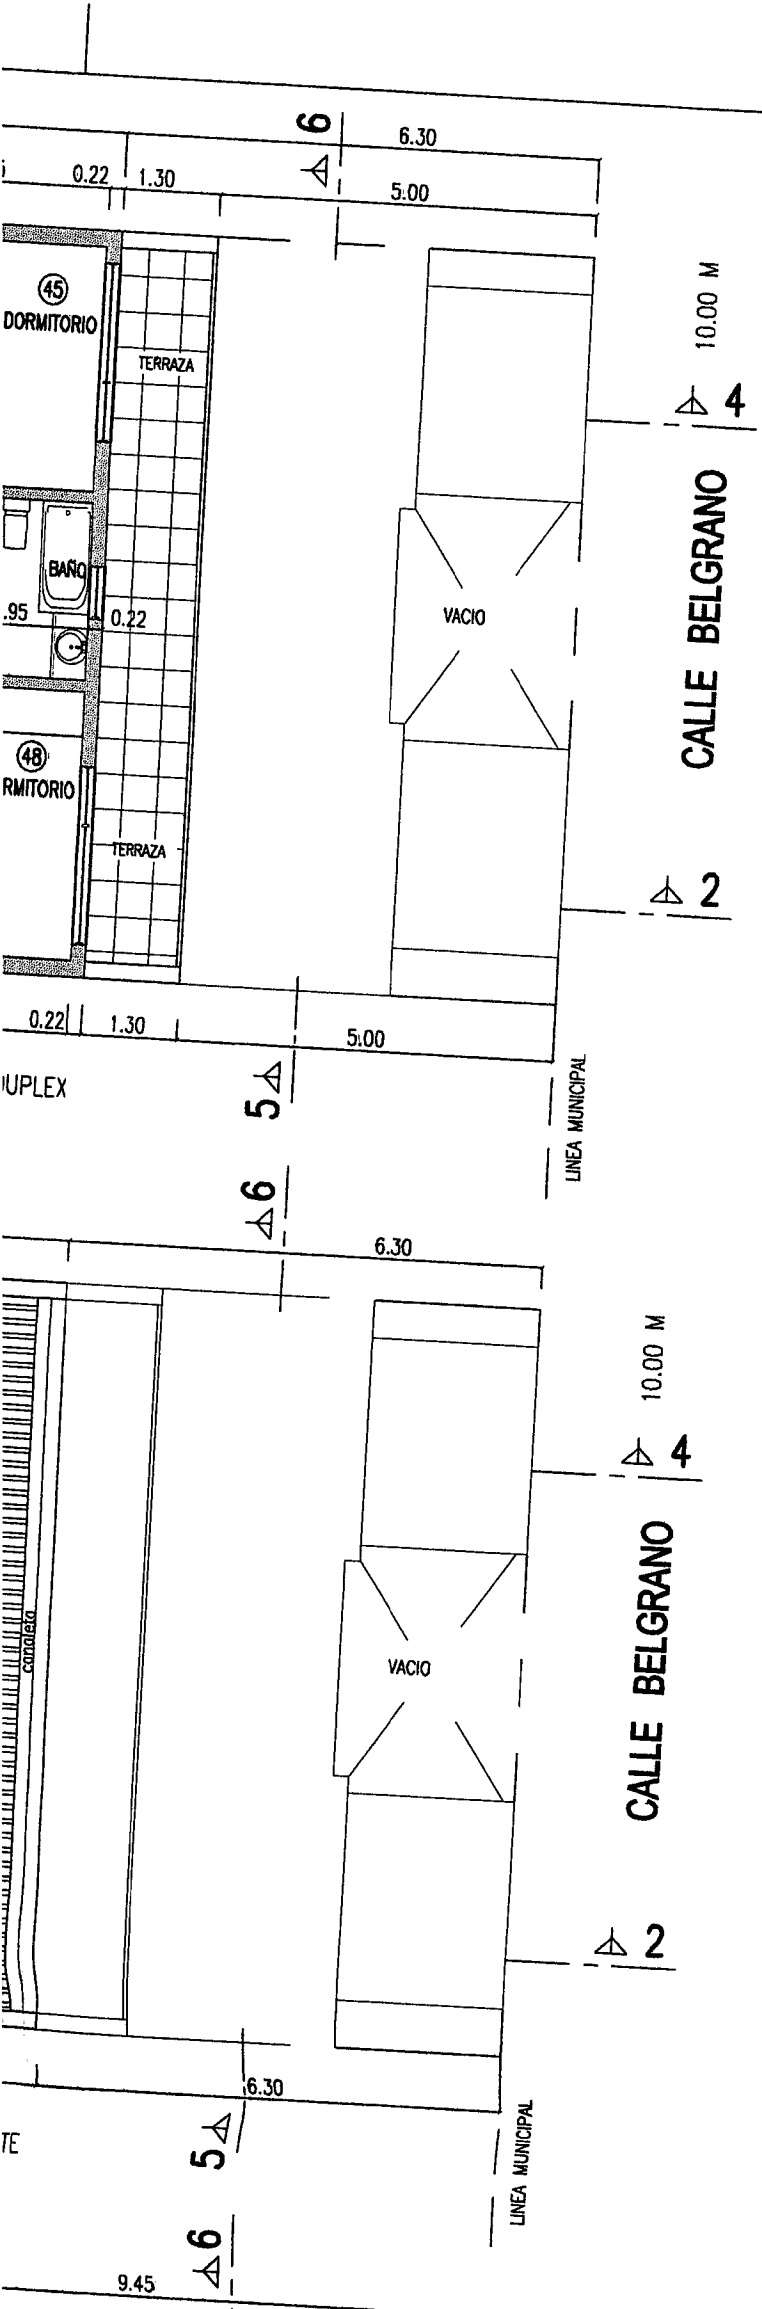 6
6.30
0.22
1.30
5.00
45
DORMITORIO
TERRAZA
10.00 M
4
CALLE BELGRANO
BAÑO
.95
0.22
VACIO
48
RMITORIO
TERRAZA
2
0.22
1.30
5.00
UPLEX
5
LINEA MUNICIPAL
6
6.30
10.00 M
4
CALLE BELGRANO
canaleta
VACIO
2
6.30
5
TE
LINEA MUNICIPAL
6
9.45